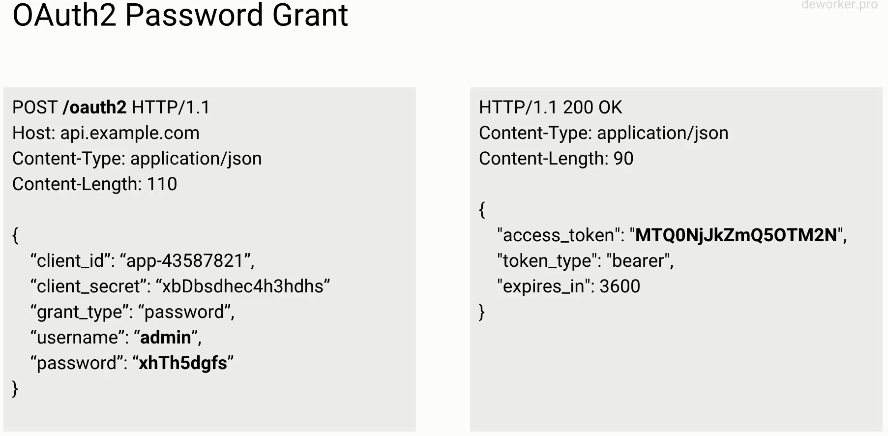 OAuth2 Password Grant
deworker.pro
POST /oauth2 HTTP/1.1
Host: api.example.com
Content-Type: application/json
Content-Length: 110
{
“client_id”: “app-43587821”,
“client_secret”: “xbDbsdhec4h3hdhs”
“grant_type”: “password”,
“username”: “admin”,
“password”: “xhTh5dgfs”
}
HTTP/1.1 200 OK
Content-Type: application/json
Content-Length: 90
{
"access_token": "MTQ0NjJkZmQ5OTM2N",
"token_type": "bearer",
"expires_in": 3600
}